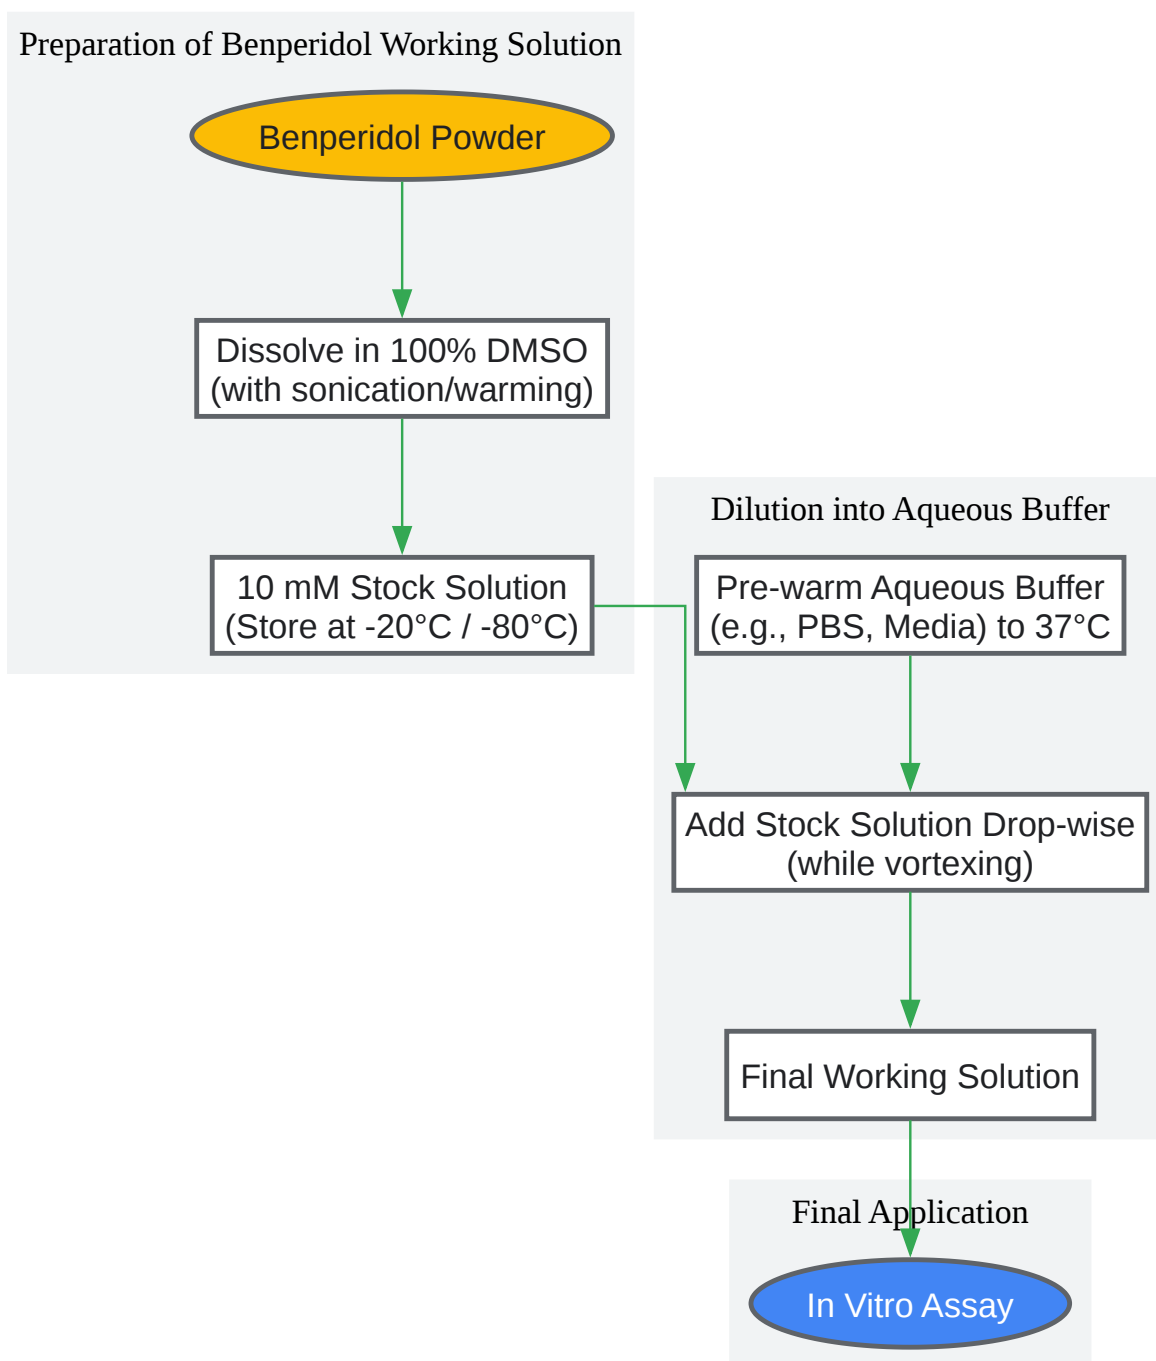 Preparation of Benperidol Working Solution
Benperidol Powder
Dissolve in 100% DMSO
(with sonication/warming)
10 mM Stock Solution
(Store at -20°C / -80°C)
Dilution into Aqueous Buffer
Pre-warm Aqueous Buffer
(e.g., PBS, Media) to 37°C
Add Stock Solution Drop-wise
(while vortexing)
Final Working Solution
Final Application
In Vitro Assay